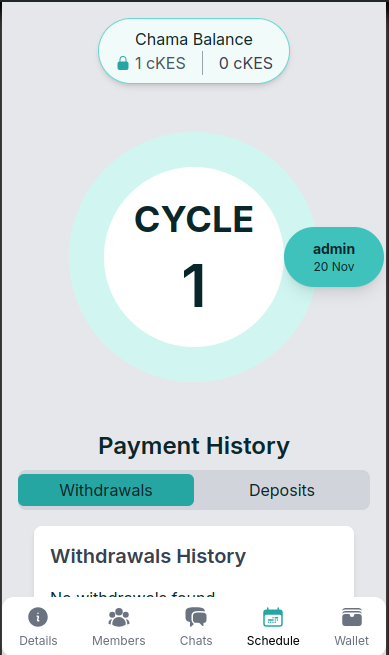 Chama Balance
1 cKES 0 cKES
CYCLE
1
admin
20 Nov
Payment History
Withdrawals Deposits
Withdrawals History
No withdrawals found
Details Members Chats Schedule Wallet